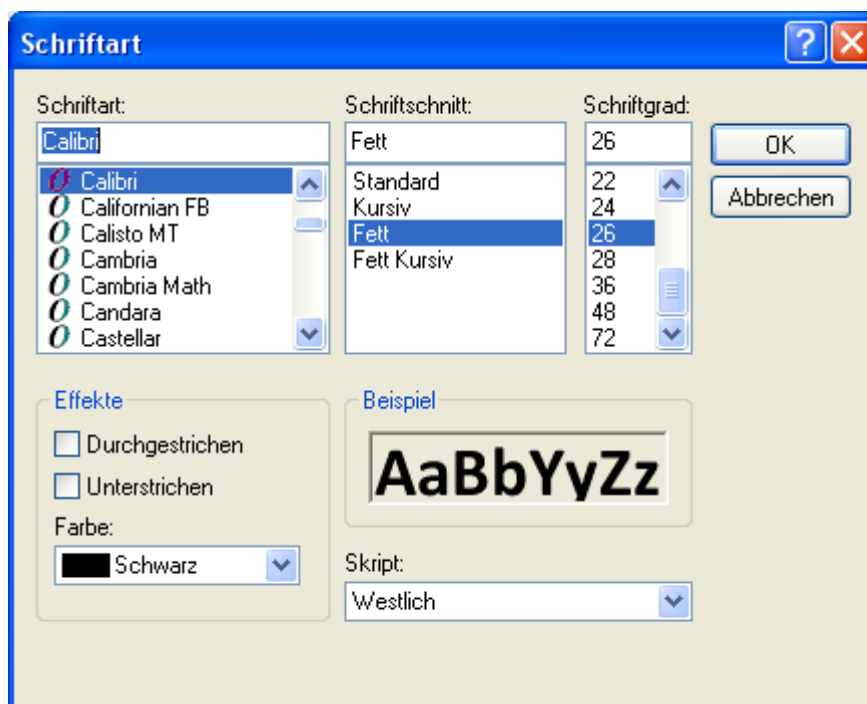 Schriftart
Schriftart:
Calibri
Calibri
Californian FB
Calisto MT
Cambria
Cambria Math
Candara
Castellar
Schriftschnitt:
Fett
Standard
Kursiv
Fett
Fett Kursiv
Schriftgrad:
26
22
24
26
28
36
48
72
OK
Abbrechen
Effekte
Durchgestrichen
Unterstrichen
Farbe:
Schwarz
Beispiel
AaBbYyZz
Skript:
Westlich